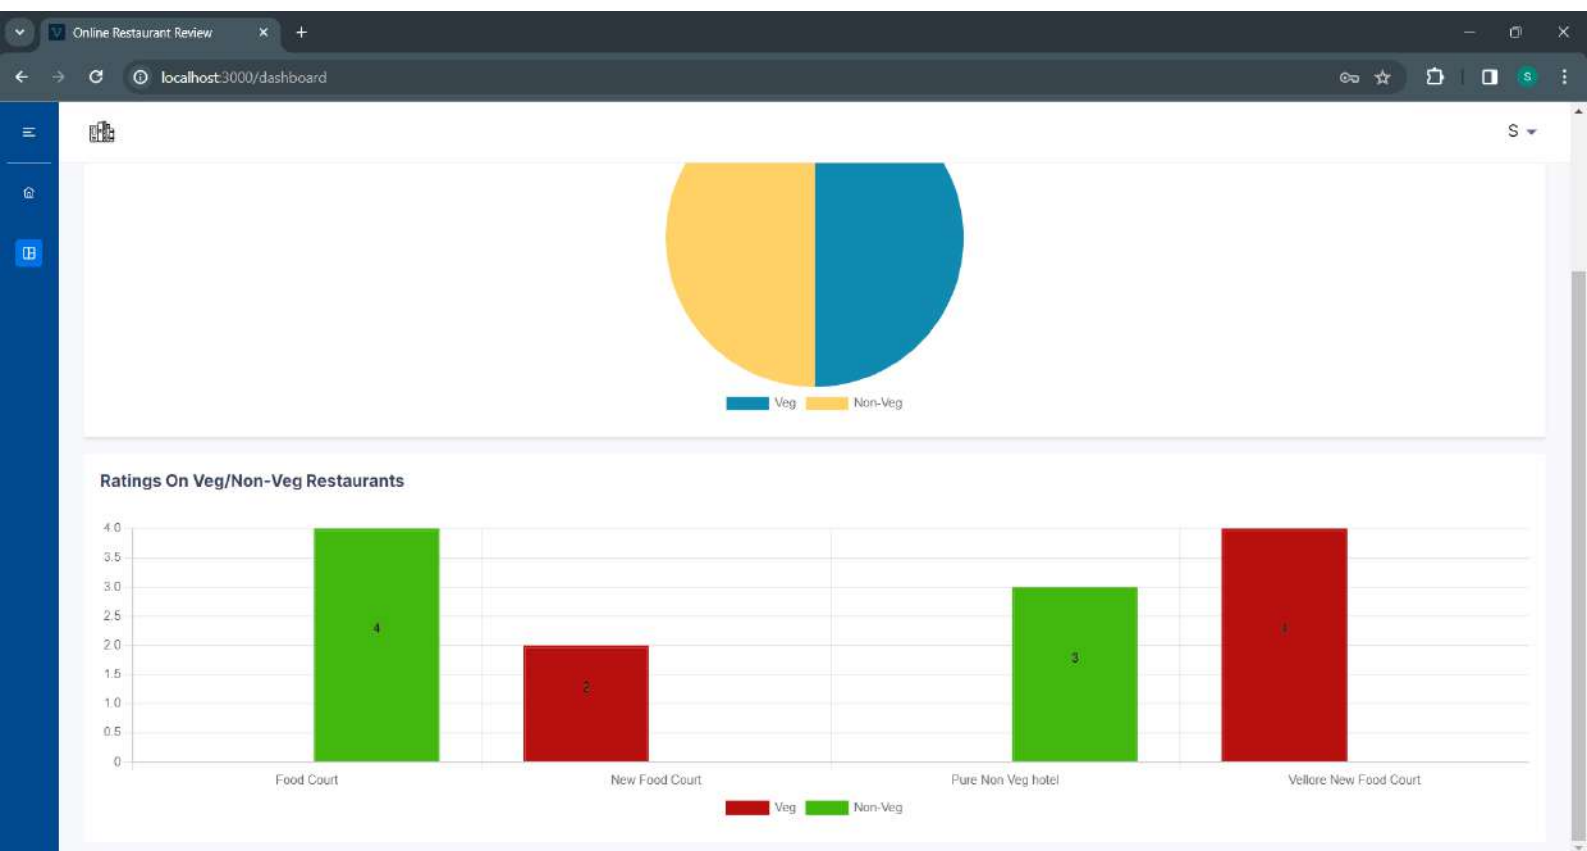 Online Restaurant Review
localhost:3000/dashboard
S
S
Veg Non-Veg
Ratings On Veg/Non-Veg Restaurants
4.0
3.5
3.0
2.5
2.0
1.5
1.0
0.5
0
4
2
3
4
Food Court New Food Court Pure Non Veg hotel Vellore New Food Court
Veg Non-Veg